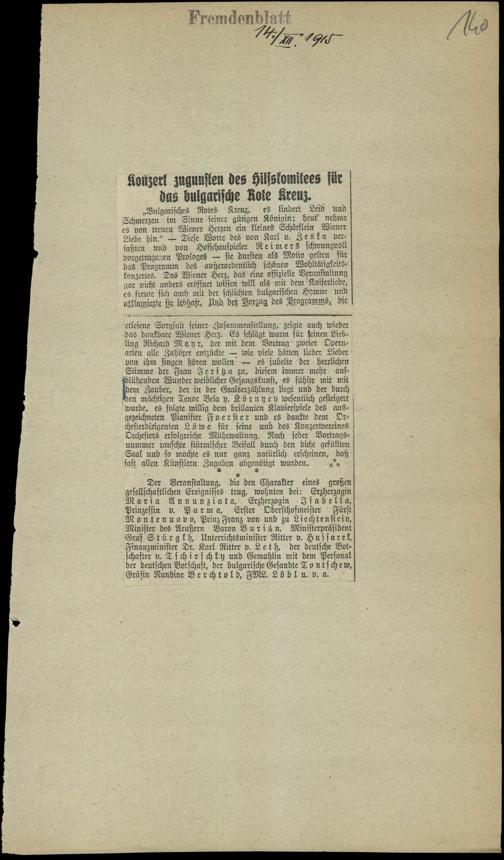 Fremdenblatt
14./XII. 1915
140
Konzert zugunsten des Hilfskomitees für
das bulgarische Rote Kreuz.
„Bulgarisches Rotes Kreuz, es lindert Leid und
Schmerzen im Sinne seiner gütigen Königin; heut' nehme
es von treuen Wiener Herzen ein kleines Schärflein Wiener
Liebe hin.“ — Diese Worte des von Karl v. Zeska ver-
faßten und von Hofschauspieler Reimers schwungvoll
vorgetragenen Prologes — sie durften als Motto gelten für
das Programm des außerordentlich schönen Wohltätigkeits-
konzertes. Das Wiener Herz, das eine offizielle Veranstaltung
gar nicht anders eröffnet wissen will als mit dem Kaiserliede,
es freute sich auch mit der schlichten bulgarischen Hymne und
akklamierte sie lebhaft. Und der Vorzug des Programms, die
erlesene Sorgfalt seiner Zusammenstellung, zeigte auch wieder
das dankbare Wiener Herz. Es schlägt warm für seinen Lieb-
ling Richard Mayr, der mit dem Vortrag zweier Opern-
arien alle Zuhörer entzückte — wie viele hätten lieber Lieder
von ihm singen hören wollen — es jubelte der herrlichen
Stimme der Frau Jeritza zu, diesem immer mehr auf-
blühenden Wunder weiblicher Gesangskunst, es fühlte mit mit
dem Zauber, der in der Gralserzählung liegt und der durch
den mächtigen Tenor Bela v. Környey wesentlich gesteigert
wurde, es folgte willig dem brillanten Klavierspiele des aus-
gezeichneten Pianisten Foerster und es dankte dem Or-
chesterdirigenten Löwe für seine und des Konzertvereines
Orchesters erfolgreiche Mühewaltung. Nach jeder Vortrags-
nummer rauschte stürmischer Beifall durch den dicht gefüllten
Saal und so mochte es nur ganz natürlich erscheinen, daß
fast allen Künstlern Zugaben abgenötigt wurden.
* * *
Der Veranstaltung, die den Charakter eines großen
gesellschaftlichen Ereignisses trug, wohnten bei: Erzherzogin
Maria Annunziata, Erzherzogin Isabella,
Prinzessin v. Parma, Erster Obersthofmeister Fürst
Montenuovo, Prinz Franz von und zu Liechtenstein,
Minister des Aeußern Baron Burian, Ministerpräsident
Graf Stürgkh, Unterrichtsminister Ritter v. Hussarek,
Finanzminister Dr. Karl Ritter v. Leth, der deutsche Bot-
schafter v. Tschirschky und Gemahlin mit dem Personal
der deutschen Botschaft, der bulgarische Gesandte Tontschew,
Gräfin Nandine Berchtold, FML. Löbl u. v. a.